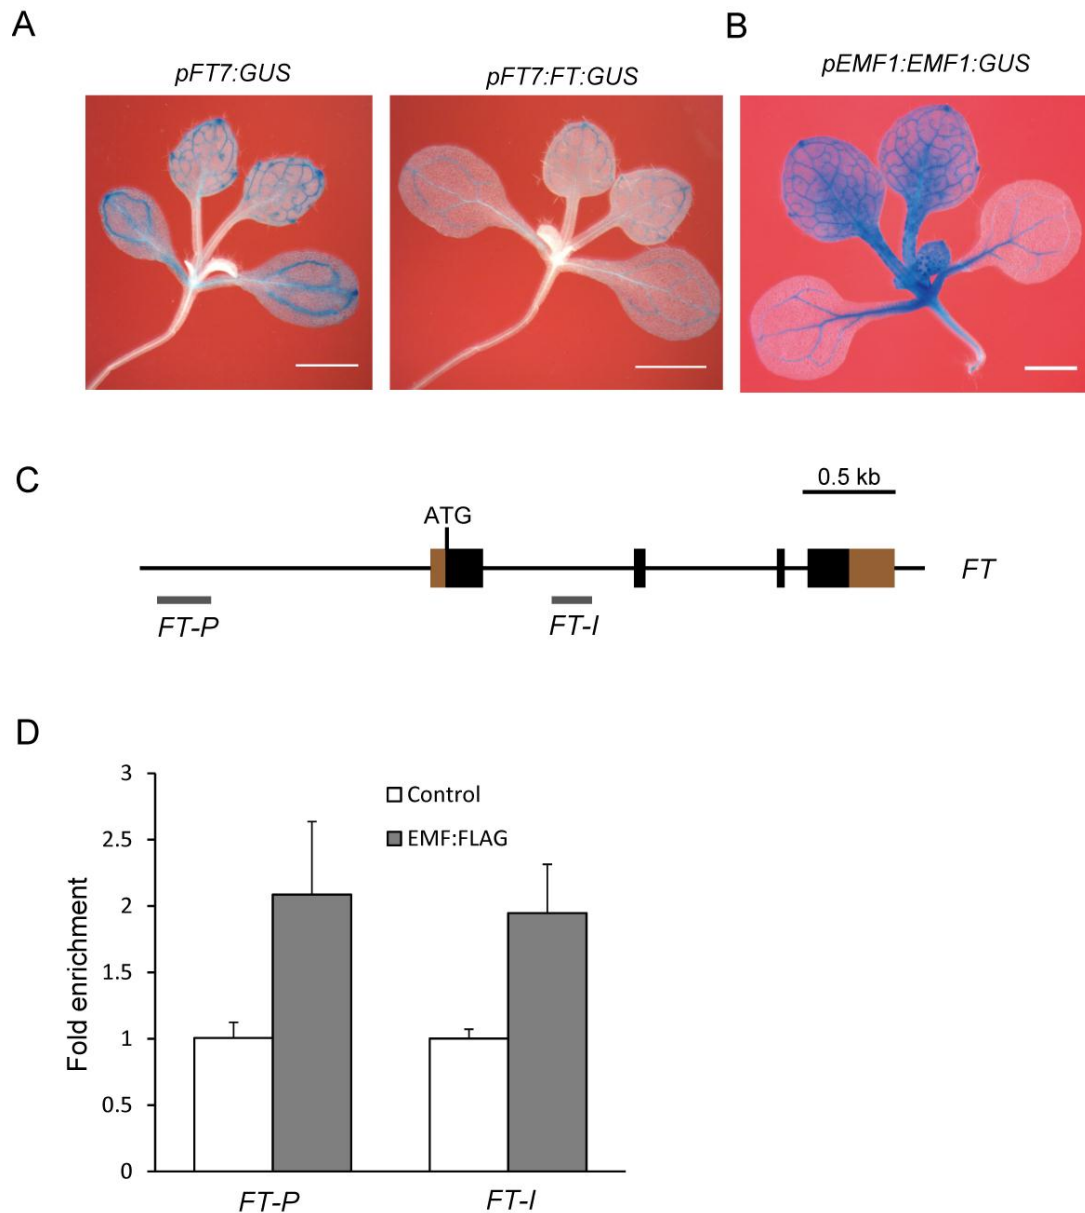 A
B
pFT7:GUS
pFT7:FT:GUS
pEMF1:EMF1:GUS
C
0.5 kb
ATG
FT
FT-P
FT-I
D
3
2.5
2
1.5
1
0.5
0
Fold enrichment
Control
EMF:FLAG
FT-P
FT-I